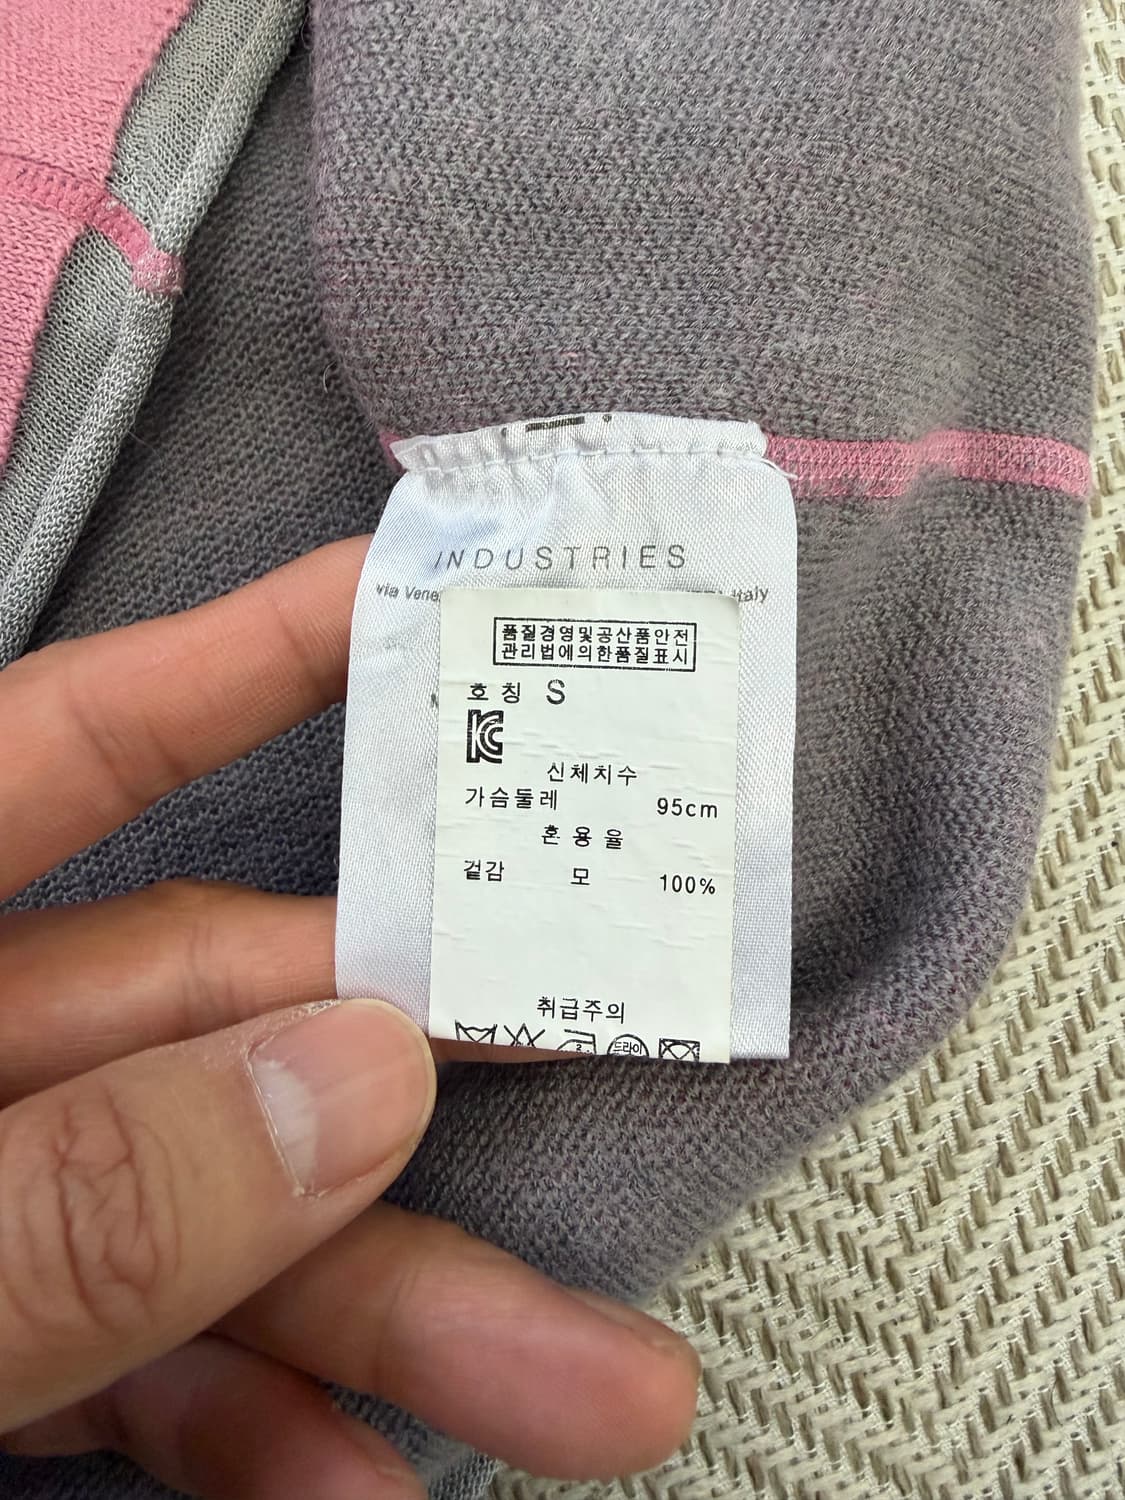 INDUSTRIES
via Italy
품질경영및공산품안전
관리법에의한품질표시
호칭 S
신체치수
가슴둘레 95cm
혼용율
겉감 모 100%
취급주의
드라이